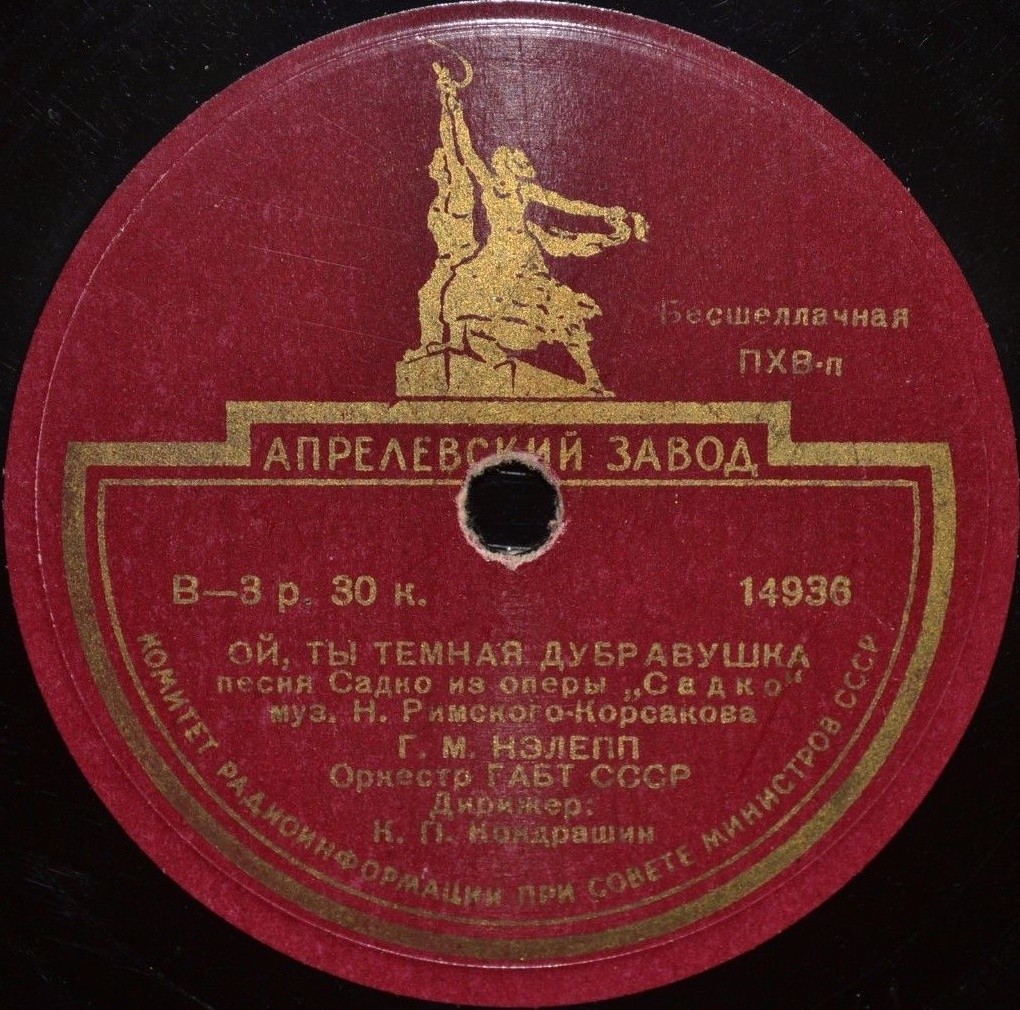 Бесшеллачная
ПХВ-п
АПРЕЛЕВСКИЙ ЗАВОД
В—3 р. 30 к. 14936
ОЙ, ТЫ ТЕМНАЯ ДУБРАВУШКА
песня Садко из оперы „Садко“
муз. Н. Римского-Корсакова
Г. М. НЭЛЕПП
Оркестр ГАБТ СССР
Дирижер:
К. П. Кондрашин
КОМИТЕТ РАДИОИНФОРМАЦИИ ПРИ СОВЕТЕ МИНИСТРОВ СССР